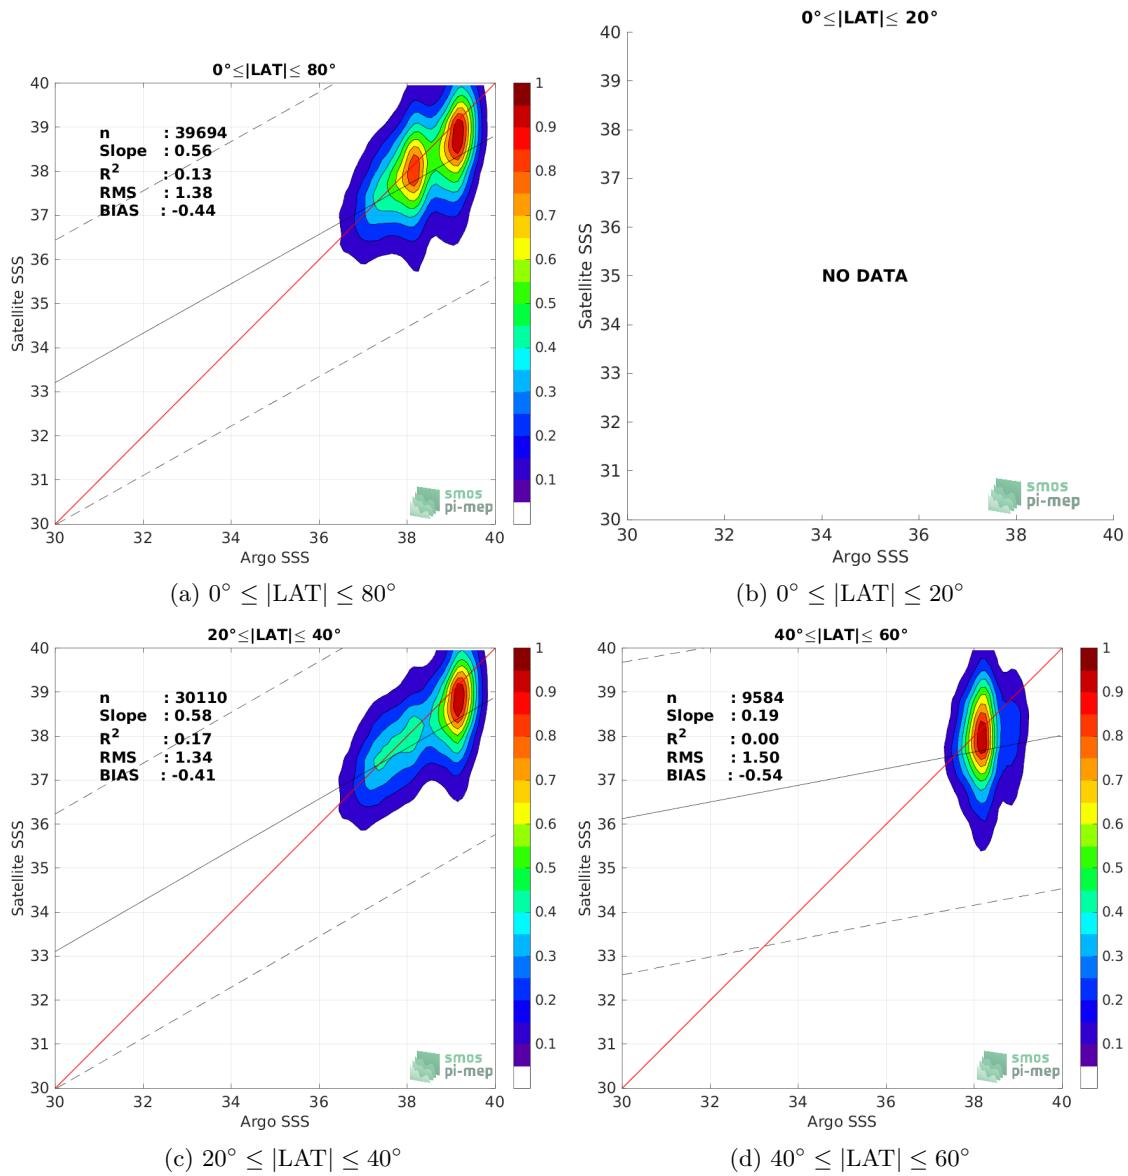 0°≤|LAT|≤ 80°
40
39
38
37
36
35
34
33
32
31
30
Satellite SSS
n : 39694
Slope : 0.56
R² : 0.13
RMS : 1.38
BIAS : -0.44
1
0.9
0.8
0.7
0.6
0.5
0.4
0.3
0.2
0.1
smos
pi-mep
30 32 34 36 38 40
Argo SSS
(a) 0° ≤ |LAT| ≤ 80°
0°≤|LAT|≤ 20°
40
39
38
37
36
35
34
33
32
31
30
Satellite SSS
NO DATA
smos
pi-mep
30 32 34 36 38 40
Argo SSS
(b) 0° ≤ |LAT| ≤ 20°
20°≤|LAT|≤ 40°
40
39
38
37
36
35
34
33
32
31
30
Satellite SSS
n : 30110
Slope : 0.58
R² : 0.17
RMS : 1.34
BIAS : -0.41
1
0.9
0.8
0.7
0.6
0.5
0.4
0.3
0.2
0.1
smos
pi-mep
30 32 34 36 38 40
Argo SSS
(c) 20° ≤ |LAT| ≤ 40°
40°≤|LAT|≤ 60°
40
39
38
37
36
35
34
33
32
31
30
Satellite SSS
n : 9584
Slope : 0.19
R² : 0.00
RMS : 1.50
BIAS : -0.54
1
0.9
0.8
0.7
0.6
0.5
0.4
0.3
0.2
0.1
smos
pi-mep
30 32 34 36 38 40
Argo SSS
(d) 40° ≤ |LAT| ≤ 60°